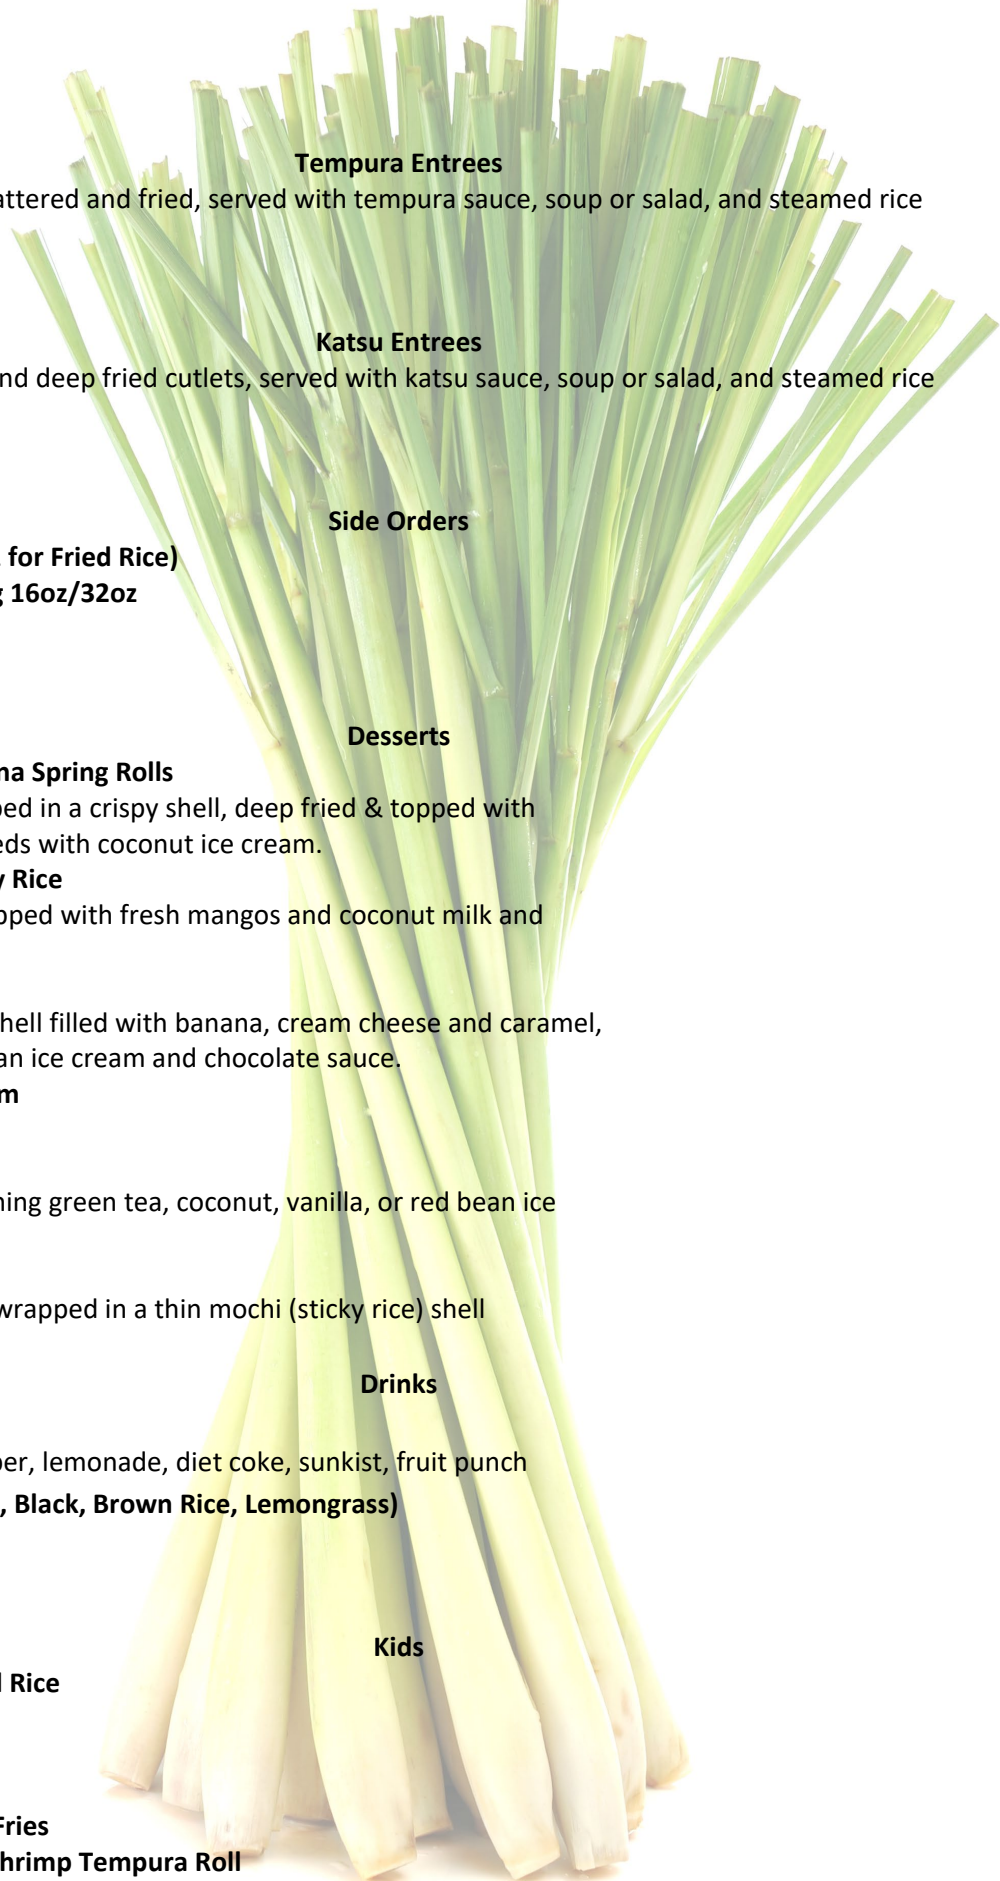 Tempura Entrees
attered and fried, served with tempura sauce, soup or salad, and steamed rice
Katsu Entrees
nd deep fried cutlets, served with katsu sauce, soup or salad, and steamed rice
Side Orders
for Fried Rice)
16oz/32oz
Desserts
na Spring Rolls
ped in a crispy shell, deep fried & topped with
eds with coconut ice cream.
y Rice
pped with fresh mangos and coconut milk and
hell filled with banana, cream cheese and caramel,
an ice cream and chocolate sauce.
m
ning green tea, coconut, vanilla, or red bean ice
wrapped in a thin mochi (sticky rice) shell
Drinks
per, lemonade, diet coke, sunkist, fruit punch
, Black, Brown Rice, Lemongrass)
Kids
Rice
Fries
hrimp Tempura Roll